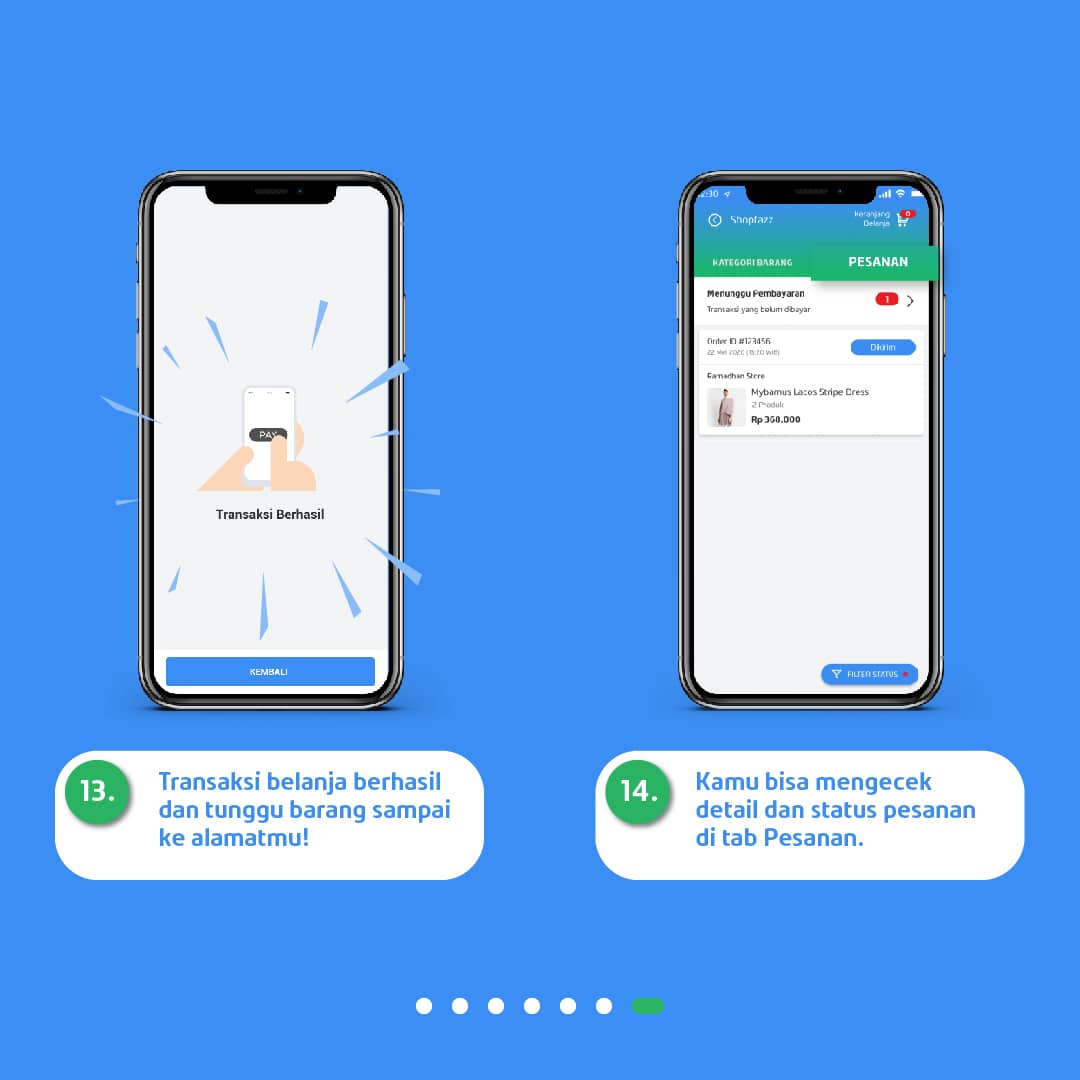 PAY
Transaksi Berhasil
KEMBALI
13.
Transaksi belanja berhasil
dan tunggu barang sampai
ke alamatmu!
2:30
Shopfazz
Keranjang
Belanja
0
KATEGORI BARANG
PESANAN
Menunggu Pembayaran
Transaksi yang belum dibayar
1
Order ID #123456
22 Mei 2020 (15:20 WIB)
Dikirim
Ramadhan Store
Mybamus Lacos Stripe Dress
2 Produk
Rp 368.000
FILTER STATUS
14.
Kamu bisa mengecek
detail dan status pesanan
di tab Pesanan.